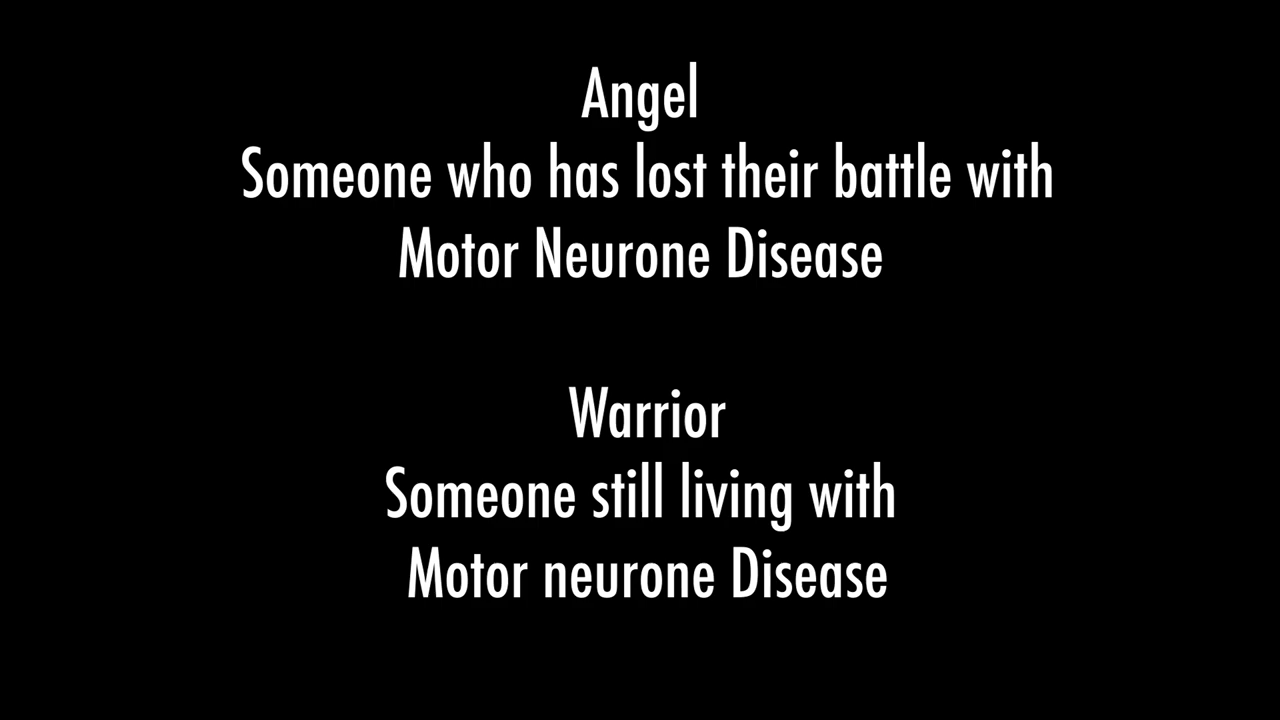 Angel
Someone who has lost their battle with
Motor Neurone Disease
Warrior
Someone still living with
Motor neurone Disease